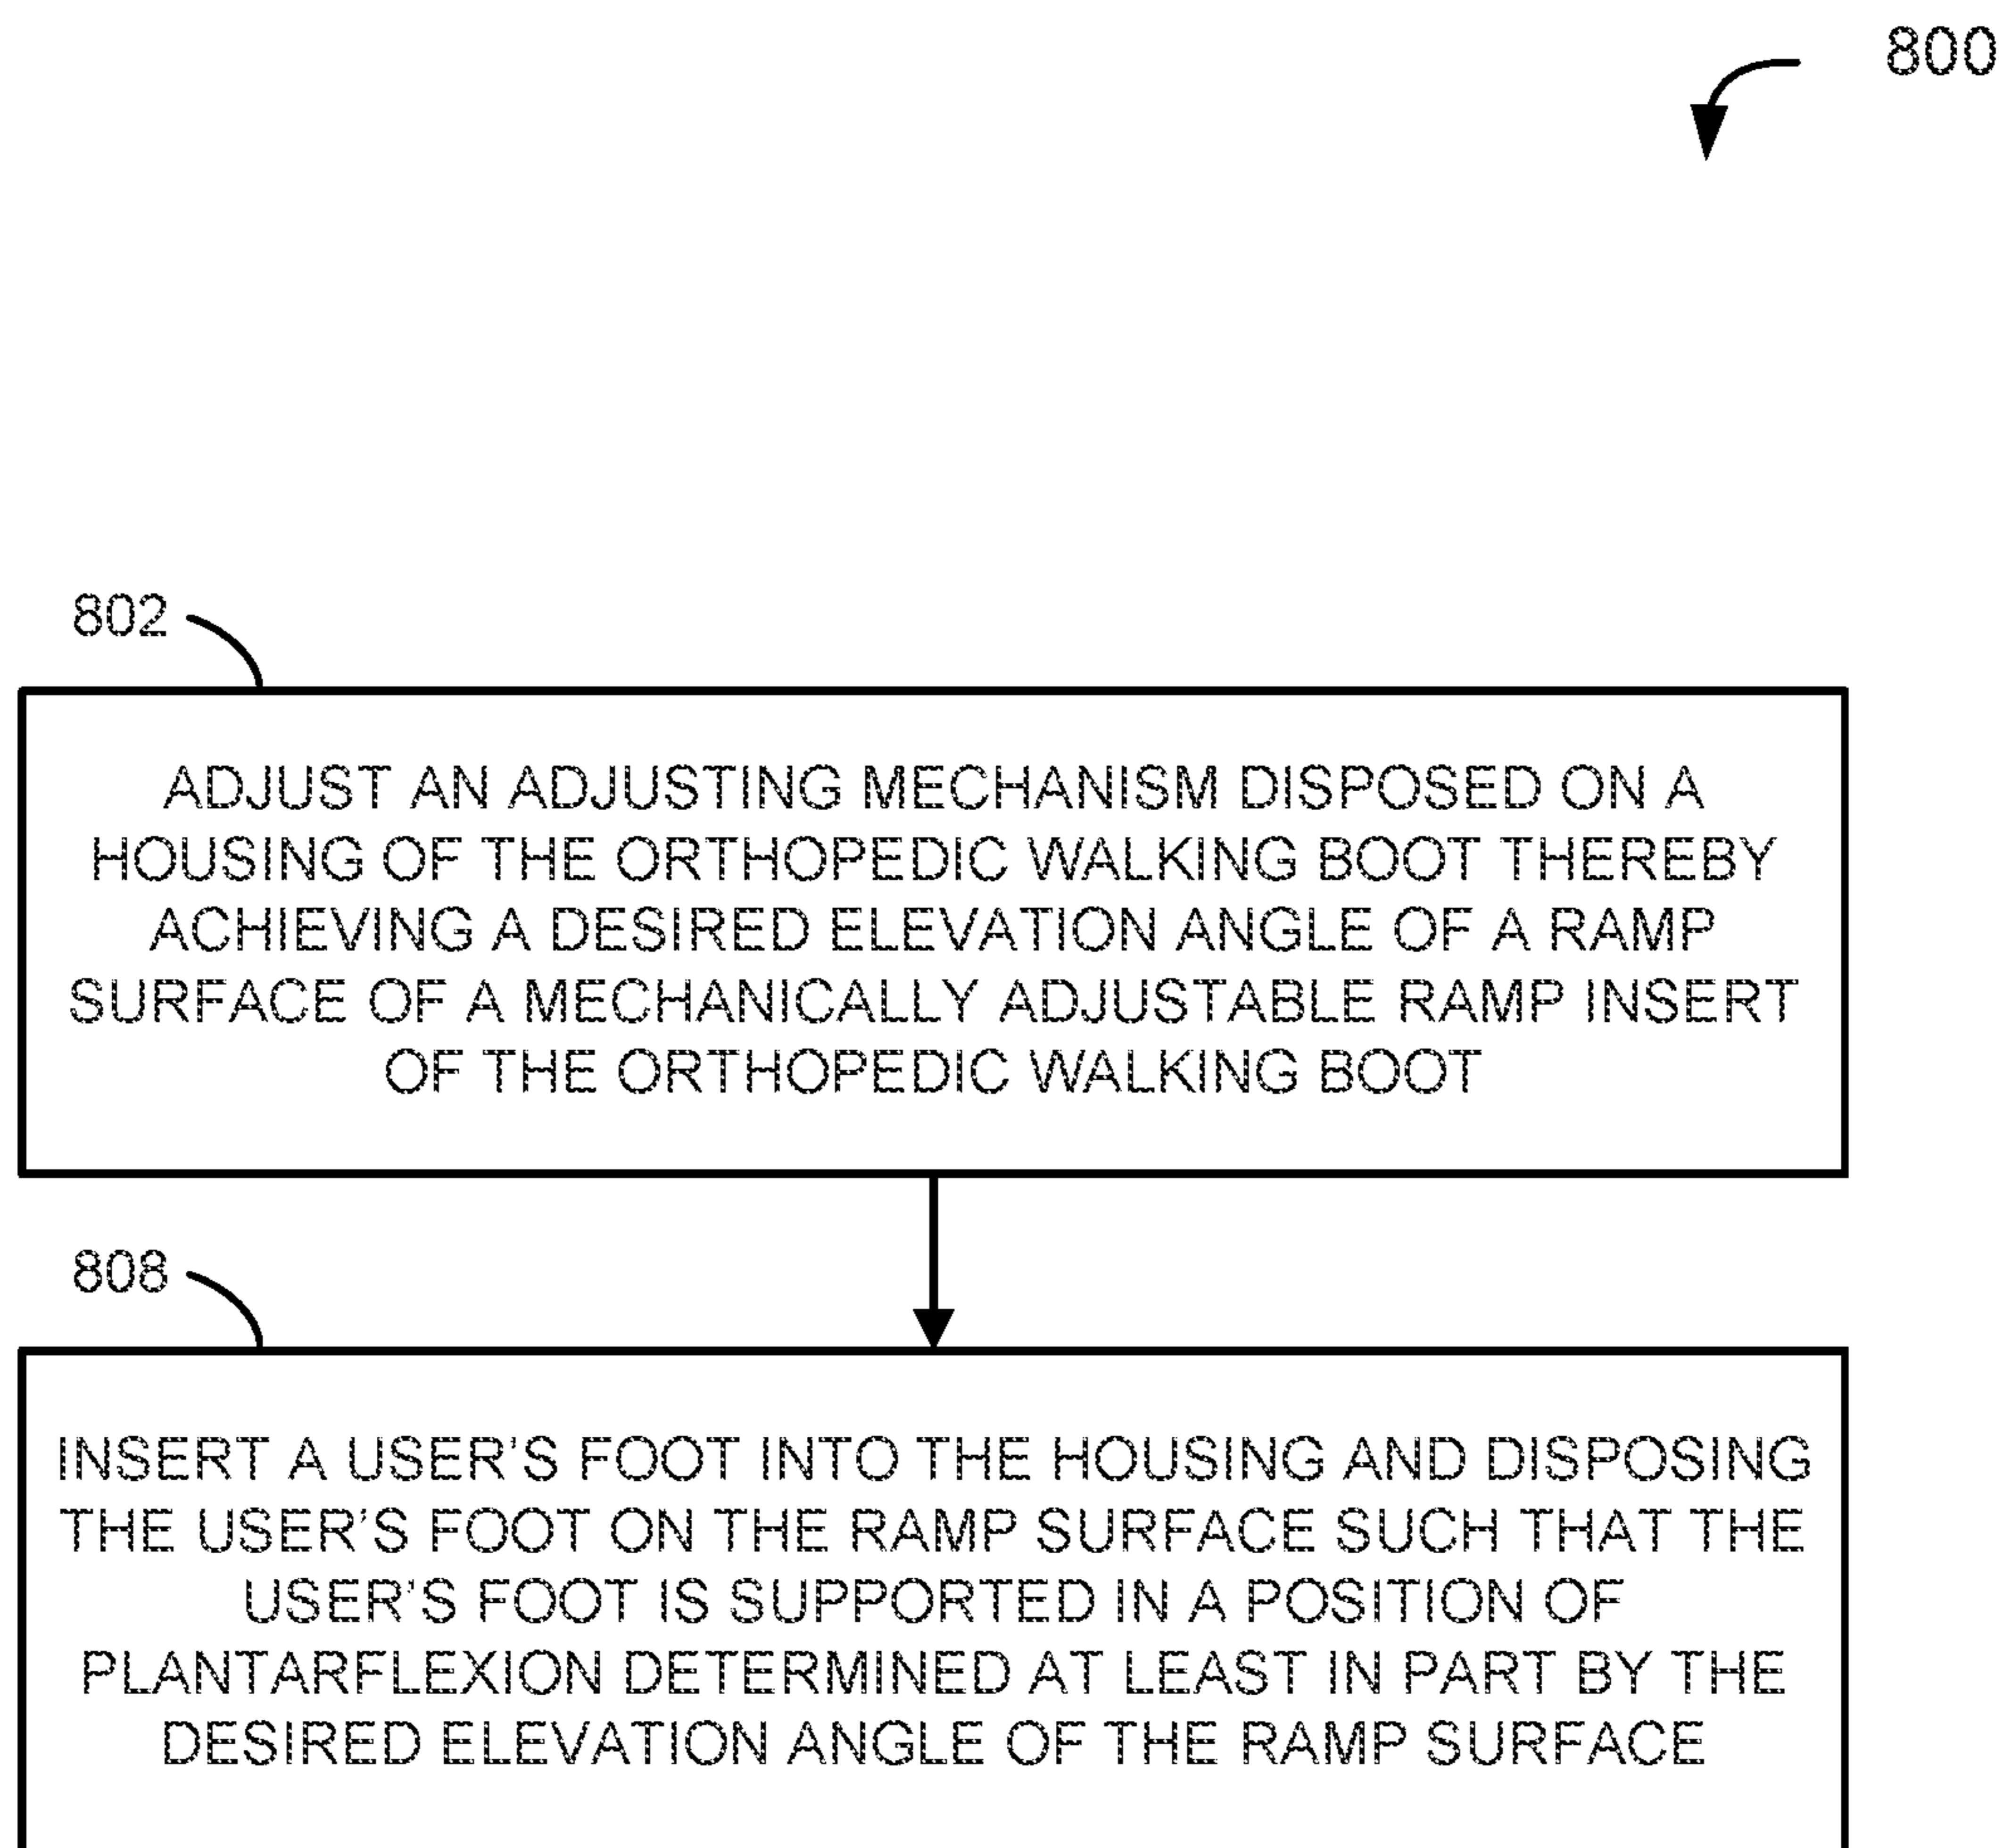 800
802
ADJUST AN ADJUSTING MECHANISM DISPOSED ON A
HOUSING OF THE ORTHOPEDIC WALKING BOOT THEREBY
ACHIEVING A DESIRED ELEVATION ANGLE OF A RAMP
SURFACE OF A MECHANICALLY ADJUSTABLE RAMP INSERT
OF THE ORTHOPEDIC WALKING BOOT
808
INSERT A USER'S FOOT INTO THE HOUSING AND DISPOSING
THE USER'S FOOT ON THE RAMP SURFACE SUCH THAT THE
USER'S FOOT IS SUPPORTED IN A POSITION OF
PLANTARFLEXION DETERMINED AT LEAST IN PART BY THE
DESIRED ELEVATION ANGLE OF THE RAMP SURFACE